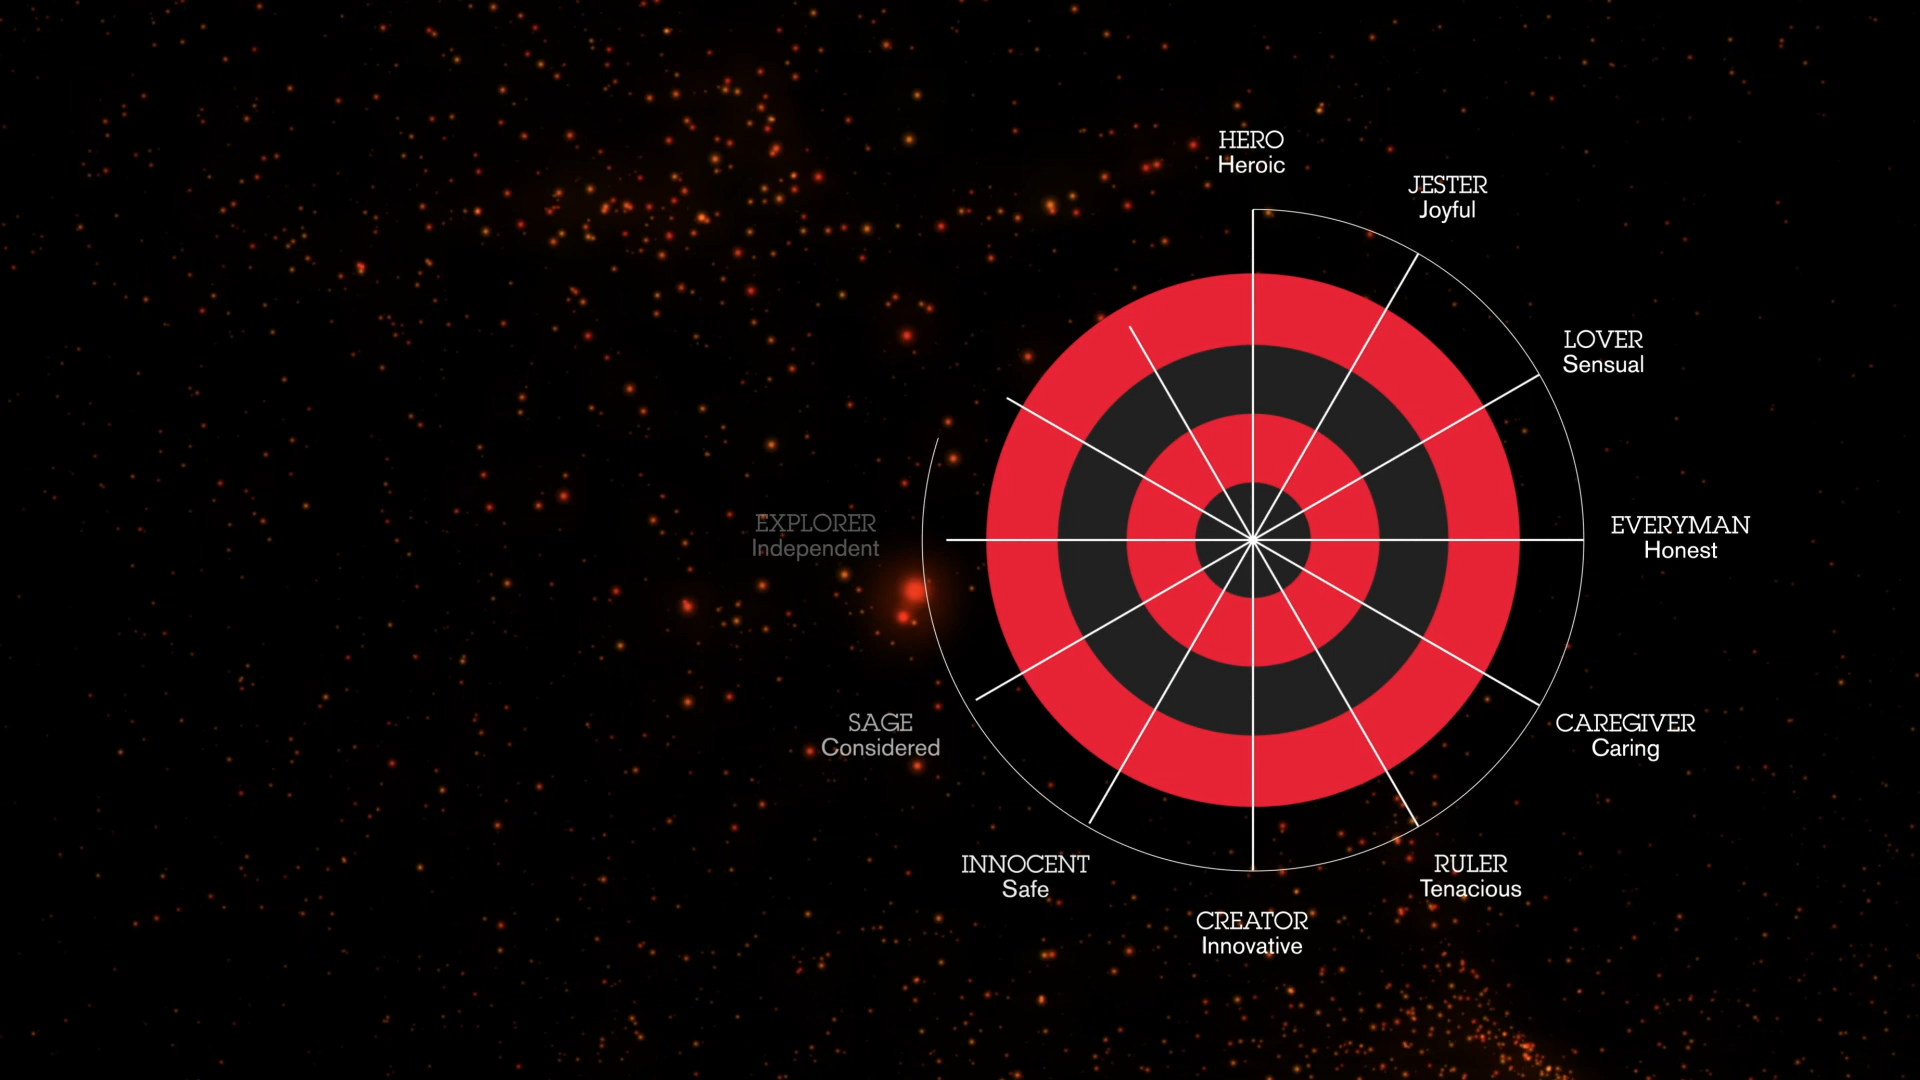 HERO
Heroic
JESTER
Joyful
LOVER
Sensual
EVERYMAN
Honest
CAREGIVER
Caring
RULER
Tenacious
CREATOR
Innovative
INNOCENT
Safe
SAGE
Considered
EXPLORER
Independent